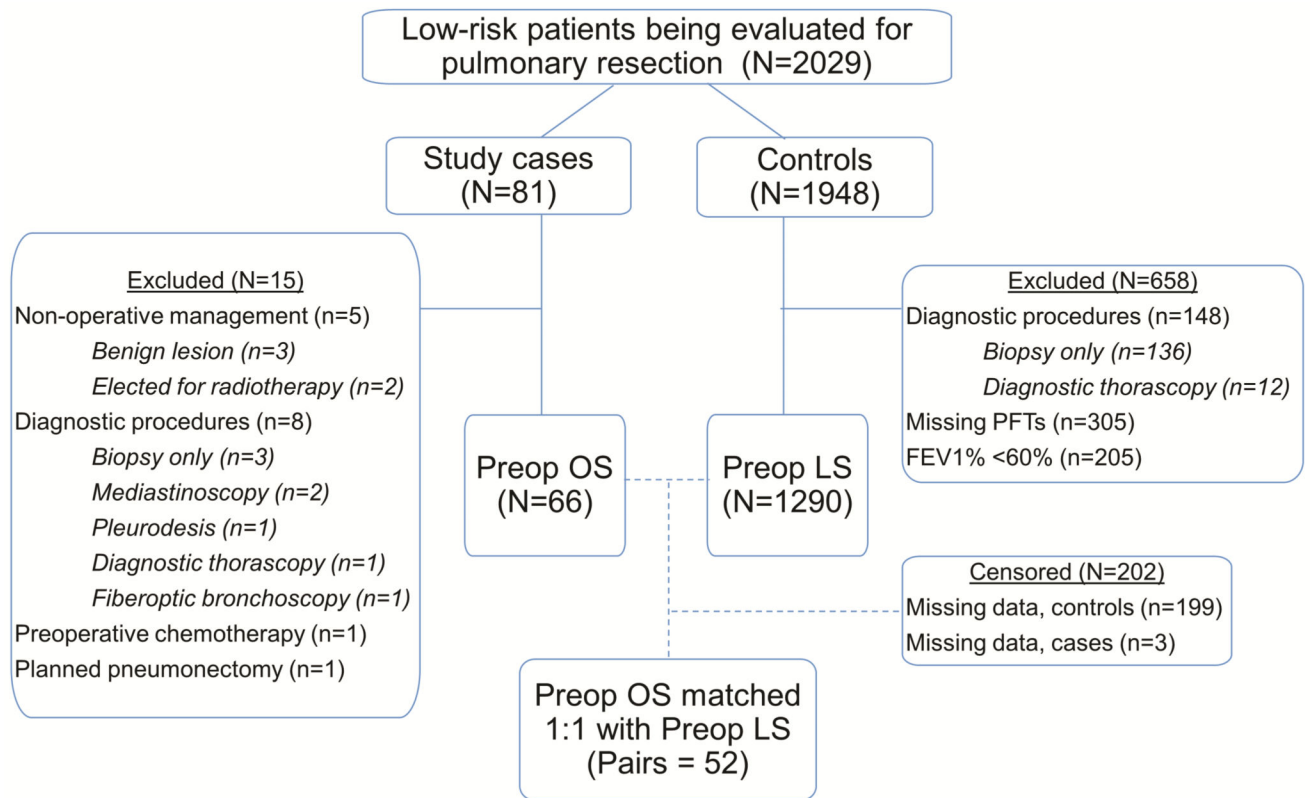 Low-risk patients being evaluated for
pulmonary resection (N=2029)
Study cases
(N=81)
Controls
(N=1948)
Excluded (N=15)
Non-operative management (n=5)
Benign lesion (n=3)
Elected for radiotherapy (n=2)
Diagnostic procedures (n=8)
Biopsy only (n=3)
Mediastinoscopy (n=2)
Pleurodesis (n=1)
Diagnostic thorascopy (n=1)
Fiberoptic bronchoscopy (n=1)
Preoperative chemotherapy (n=1)
Planned pneumonectomy (n=1)
Excluded (N=658)
Diagnostic procedures (n=148)
Biopsy only (n=136)
Diagnostic thorascopy (n=12)
Missing PFTs (n=305)
FEV1% <60% (n=205)
Preop OS
(N=66)
Preop LS
(N=1290)
Censored (N=202)
Missing data, controls (n=199)
Missing data, cases (n=3)
Preop OS matched
1:1 with Preop LS
(Pairs = 52)